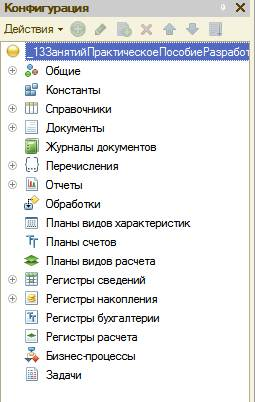 Конфигурация
Действия
_13ЗанятийПрактическоеПособиеРазработ
Общие
Константы
Справочники
Документы
Журналы документов
Перечисления
Отчеты
Обработки
Планы видов характеристик
Планы счетов
Планы видов расчета
Регистры сведений
Регистры накопления
Регистры бухгалтерии
Регистры расчета
Бизнес-процессы
Задачи